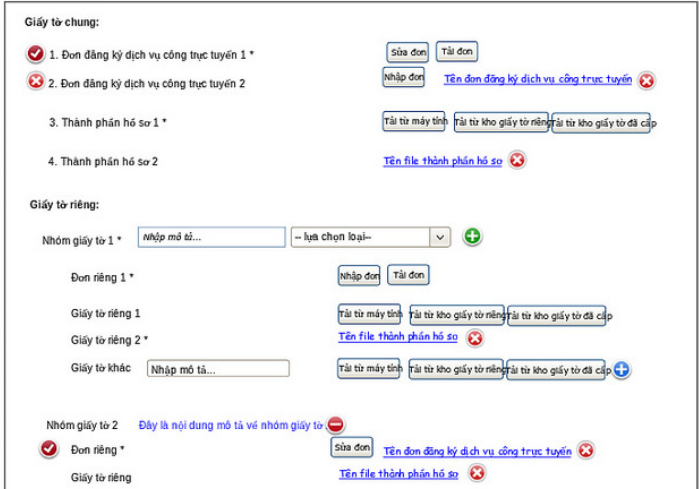 Giấy tờ chung:
1. Đơn đăng ký dịch vụ công trực tuyến 1 * Sửa đơn Tải đơn
2. Đơn đăng ký dịch vụ công trực tuyến 2 Nhập đơn Tên đơn đăng ký dịch vụ công trực tuyến
3. Thành phần hồ sơ 1 * Tải từ máy tính Tải từ kho giấy tờ riêng Tải từ kho giấy tờ đã cấp
4. Thành phần hồ sơ 2 Tên file thành phần hồ sơ
Giấy tờ riêng:
Nhóm giấy tờ 1 * Nhập mô tả... -- lựa chọn loại--
Đơn riêng 1 * Nhập đơn Tải đơn
Giấy tờ riêng 1 Tải từ máy tính Tải từ kho giấy tờ riêng Tải từ kho giấy tờ đã cấp
Giấy tờ riêng 2 * Tên file thành phần hồ sơ
Giấy tờ khác Nhập mô tả... Tải từ máy tính Tải từ kho giấy tờ riêng Tải từ kho giấy tờ đã cấp
Nhóm giấy tờ 2 Đây là nội dung mô tả về nhóm giấy tờ
Đơn riêng * Sửa đơn Tên đơn đăng ký dịch vụ công trực tuyến
Giấy tờ riêng Tên file thành phần hồ sơ